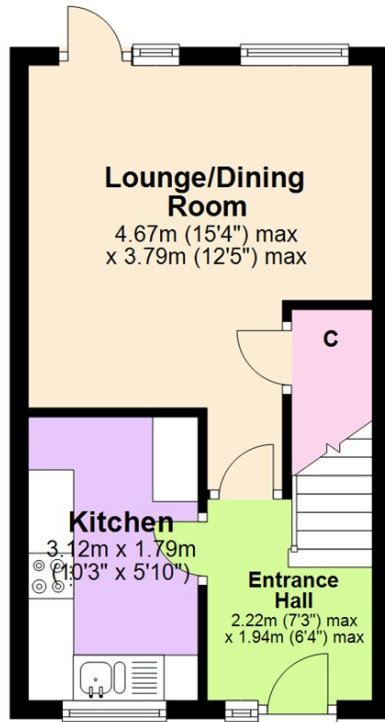 Lounge/Dining
Room
4.67m (15'4") max
x 3.79m (12'5") max
C
Kitchen
3.12m x 1.79m
(10'3" x 5'10")
Entrance
Hall
2.22m (7'3") max
x 1.94m (6'4") max